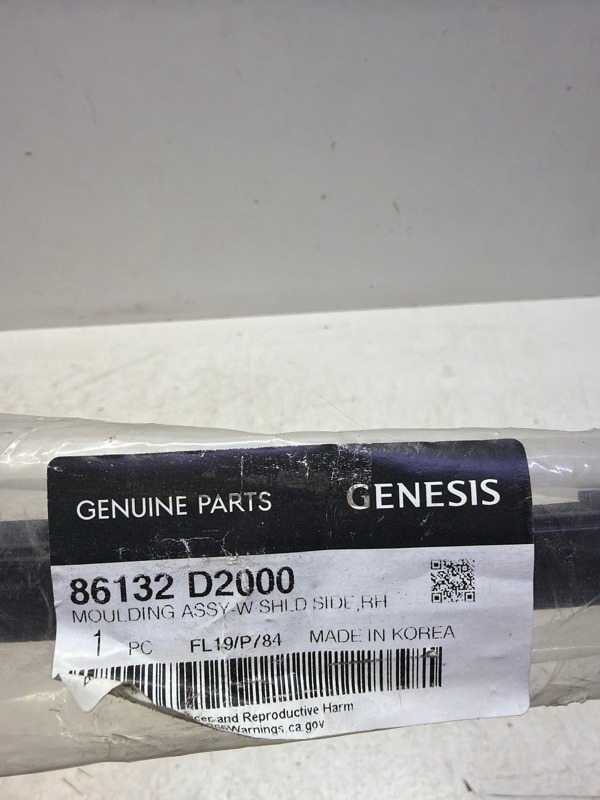 GENUINE PARTS GENESIS
86132 D2000
MOULDING ASSY-W SHLD SIDE,RH
1 PC FL19/P/84 MADE IN KOREA
and Reproductive Harm
Warnings.ca.gov